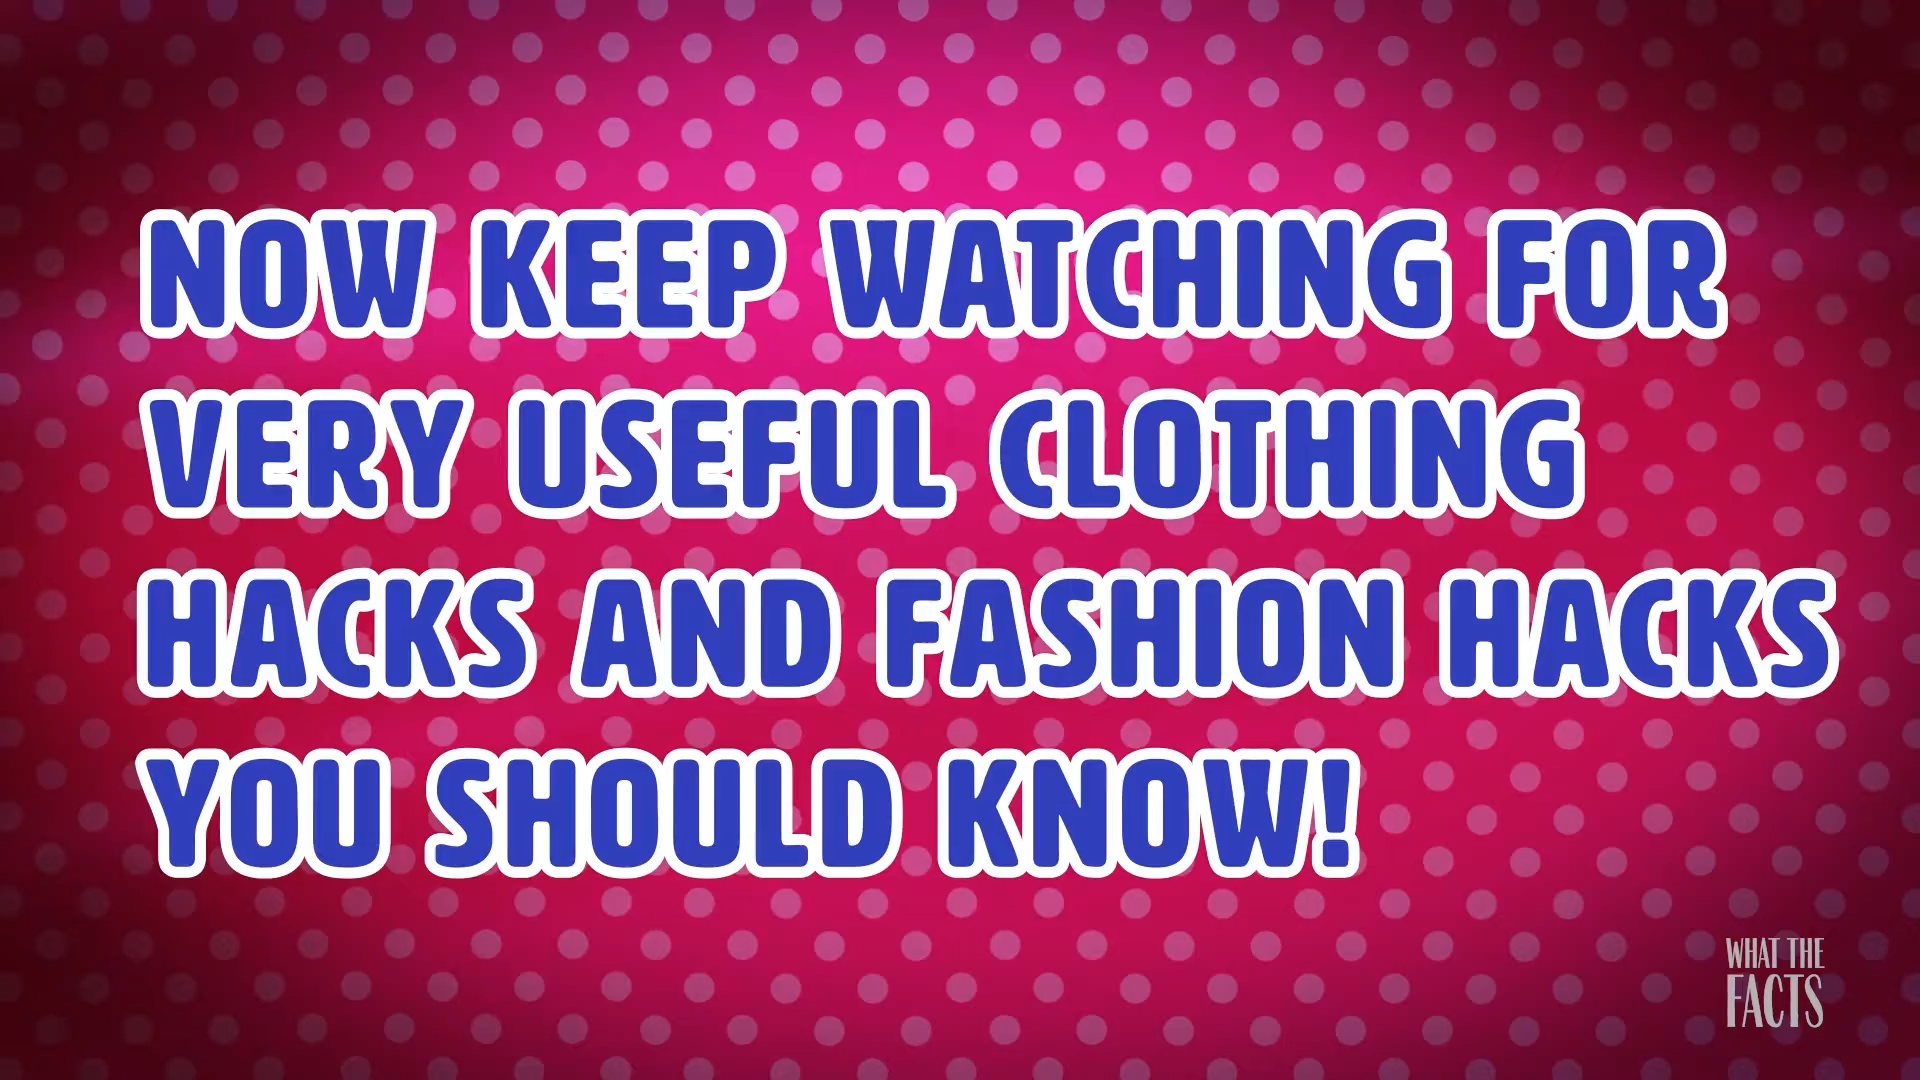 NOW KEEP WATCHING FOR
VERY USEFUL CLOTHING
HACKS AND FASHION HACKS
YOU SHOULD KNOW!
WHAT THE
FACTS